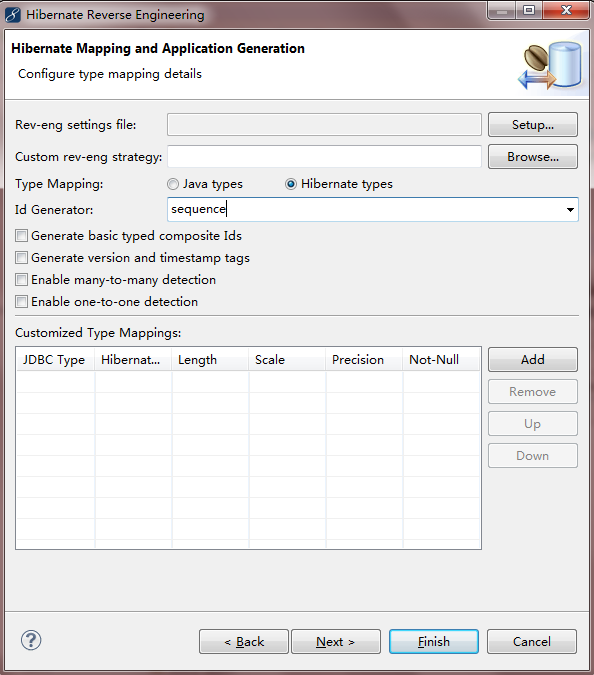 Hibernate Reverse Engineering
Hibernate Mapping and Application Generation
Configure type mapping details
Rev-eng settings file: Setup...
Custom rev-eng strategy: Browse...
Type Mapping: Java types Hibernate types
Id Generator: sequence
Generate basic typed composite Ids
Generate version and timestamp tags
Enable many-to-many detection
Enable one-to-one detection
Customized Type Mappings:
JDBC Type Hibernat... Length Scale Precision Not-Null Add
Remove
Up
Down
? < Back Next > Finish Cancel